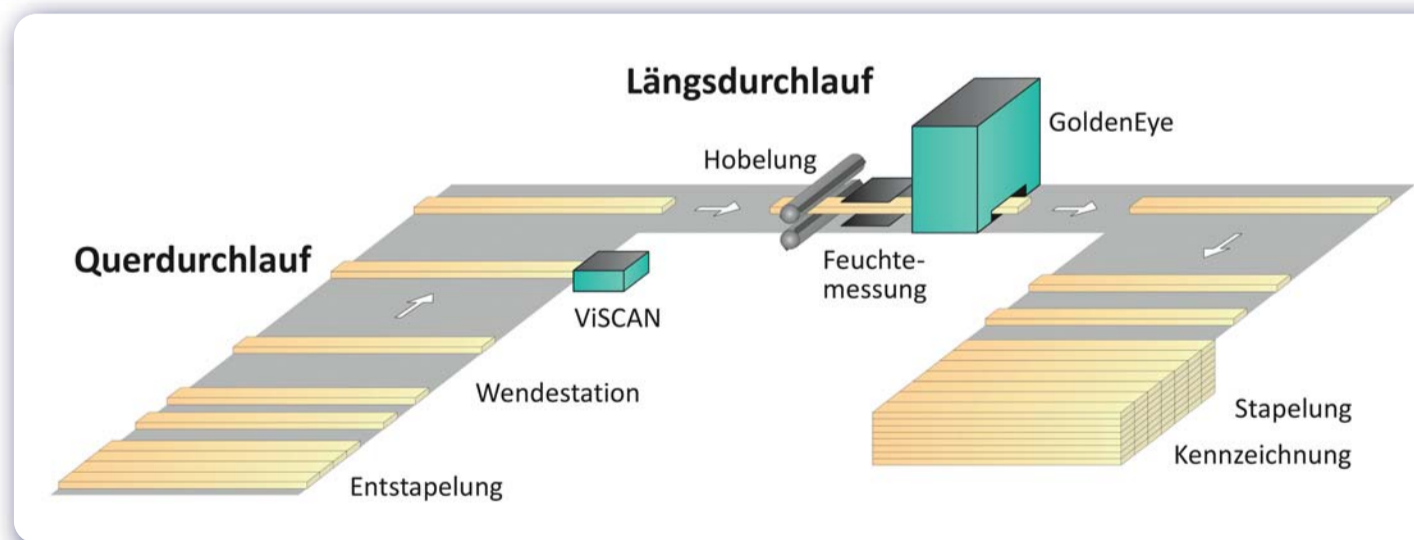 Längsdurchlauf
GoldenEye
Hobelung
Querdurchlauf
Feuchte-
messung
ViSCAN
Wendestation
Stapelung
Kennzeichnung
Entstapelung